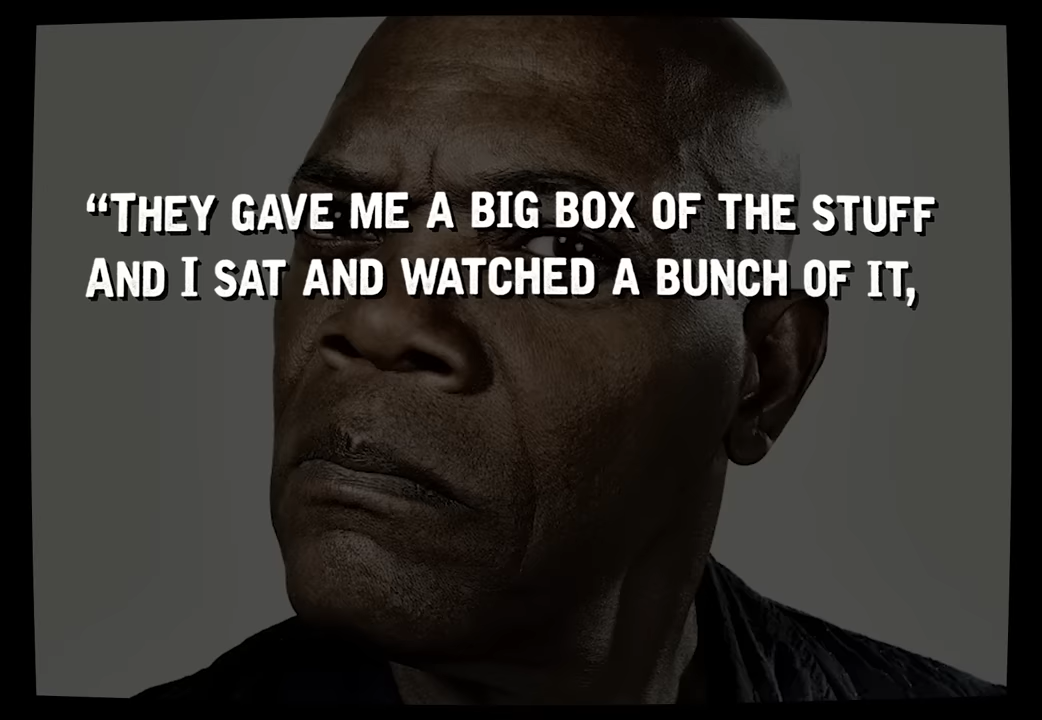 “THEY GAVE ME A BIG BOX OF THE STUFF
AND I SAT AND WATCHED A BUNCH OF IT,